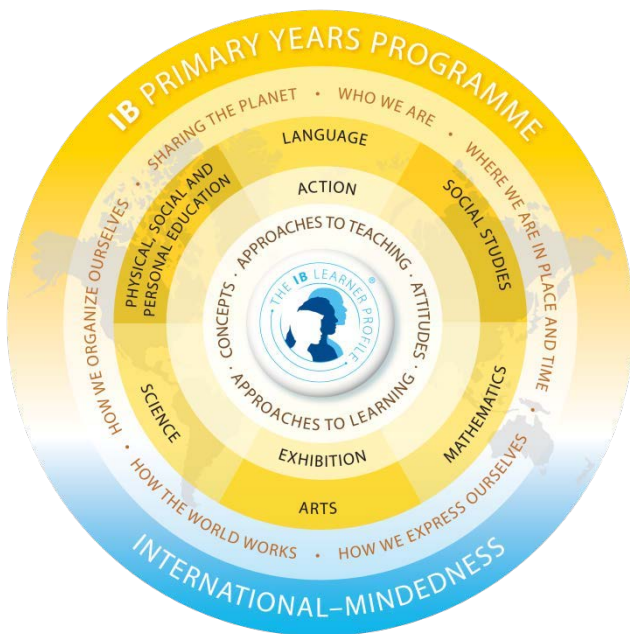 IB PRIMARY YEARS PROGRAMME
SHARING THE PLANET • WHO WE ARE • WHERE WE ARE IN PLACE AND TIME • HOW WE EXPRESS OURSELVES • HOW THE WORLD WORKS • HOW WE ORGANIZE OURSELVES •
LANGUAGE
SOCIAL STUDIES
MATHEMATICS
ARTS
SCIENCE
PHYSICAL, SOCIAL AND
PERSONAL EDUCATION
ACTION
EXHIBITION
APPROACHES TO TEACHING · ATTITUDES · APPROACHES TO LEARNING · CONCEPTS ·
• THE IB LEARNER PROFILE •
®
INTERNATIONAL–MINDEDNESS